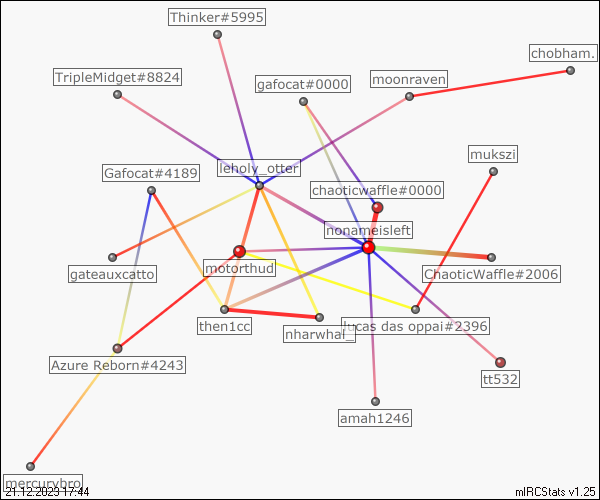 Thinker#5995
chobham.
TripleMidget#8824
gafocat#0000
moonraven
mukszi
leholy_otter
Gafocat#4189
chaoticwaffle#0000
nonameisleft
gateauxcatto
motorthud
ChaoticWaffle#2006
then1cc
nharwhal_
lucas das oppai#2396
Azure Reborn#4243
tt532
amah1246
mercurybro
21.12.2023 17:44
mIRCStats v1.25